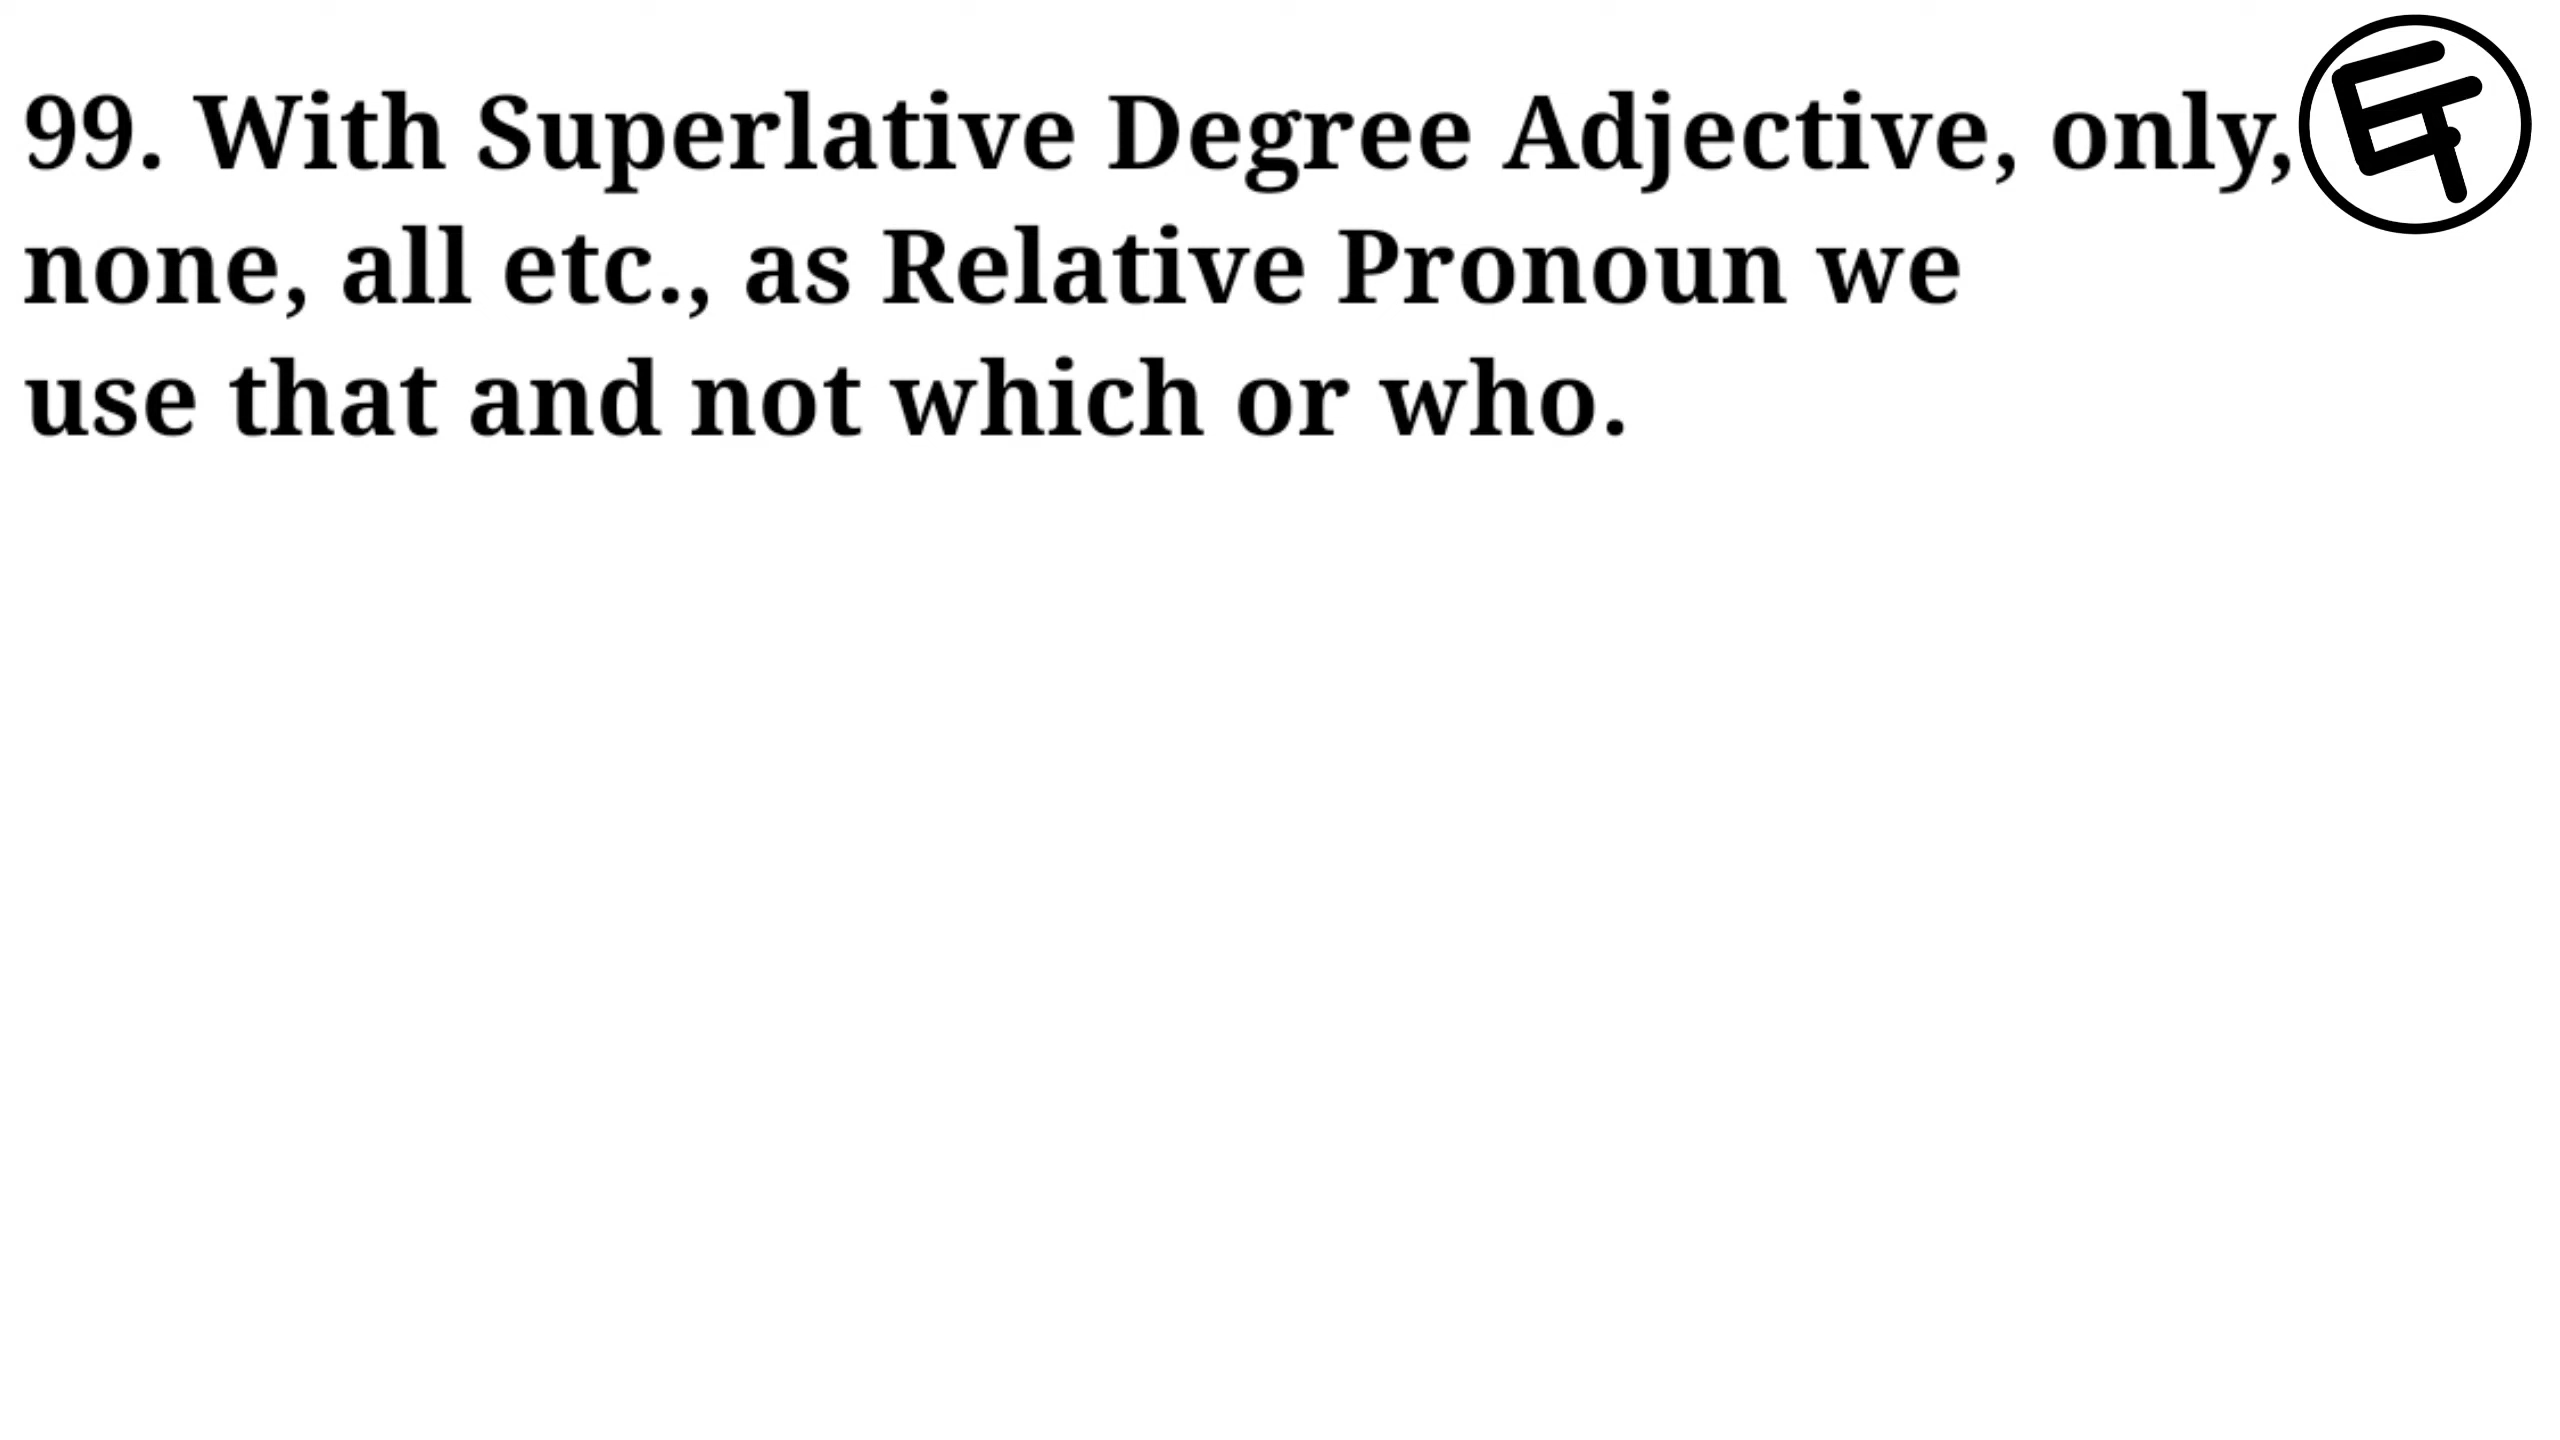 99. With Superlative Degree Adjective, only,
none, all etc., as Relative Pronoun we
use that and not which or who.